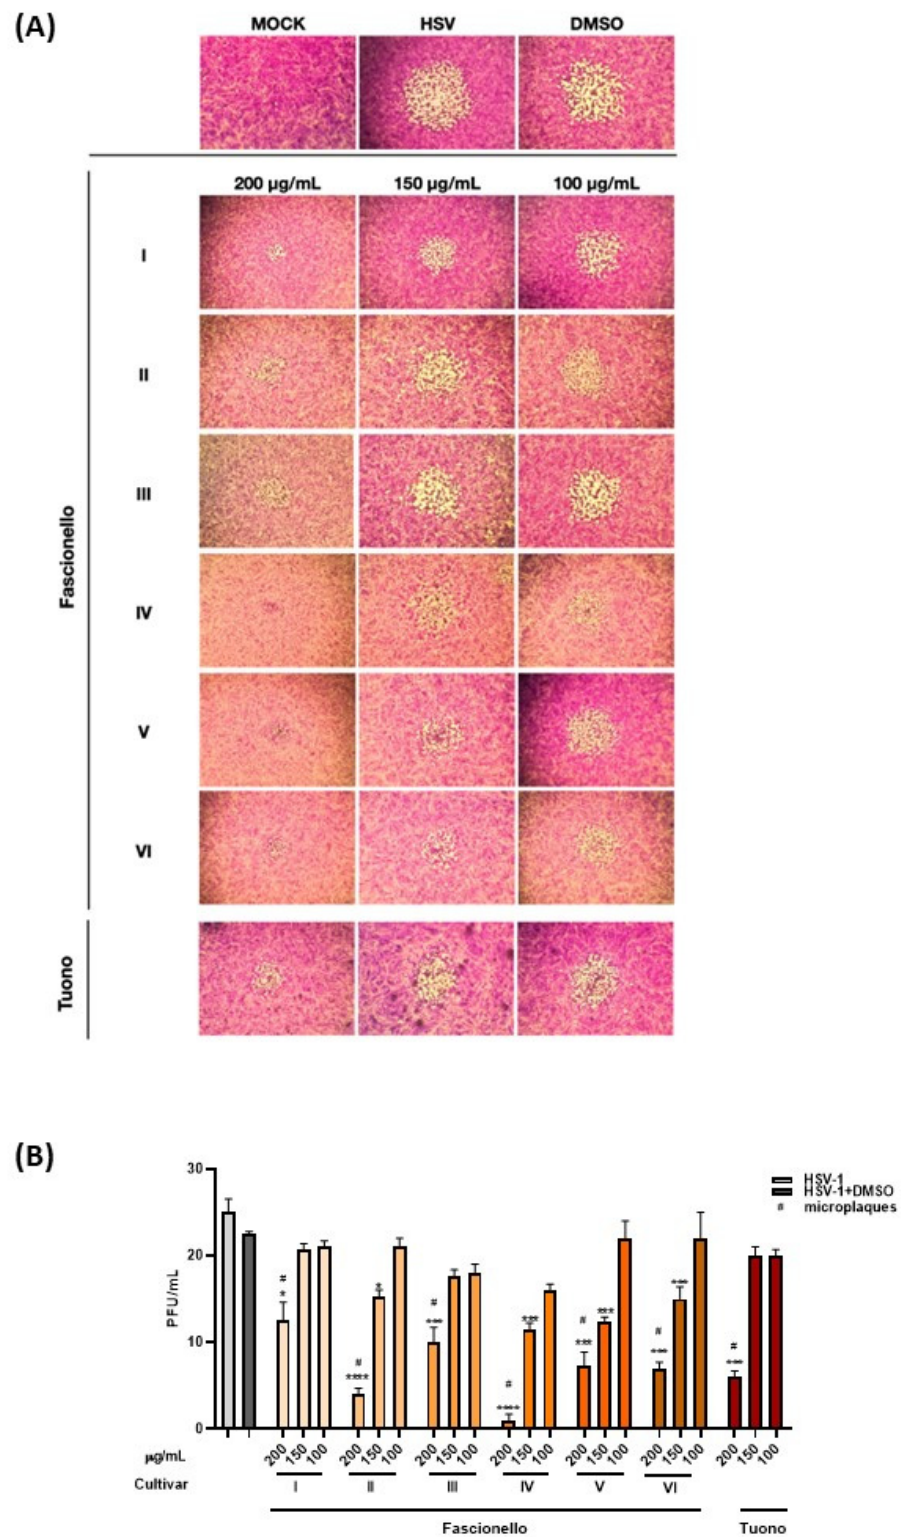 (A)
MOCK HSV DMSO
200 µg/mL 150 µg/mL 100 µg/mL
I
II
III
Fascionello
IV
V
VI
Tuono
(B)
30
20
10
0
PFU/mL
HSV-1
HSV-1+DMSO
# microplaques
#
*
#
****
*
#
***
#
****
***
#
***
***
#
***
***
#
***
µg/mL 200 150 100 200 150 100 200 150 100 200 150 100 200 150 100 200 150 100 200 150 100
Cultivar I II III IV V VI
Fascionello Tuono